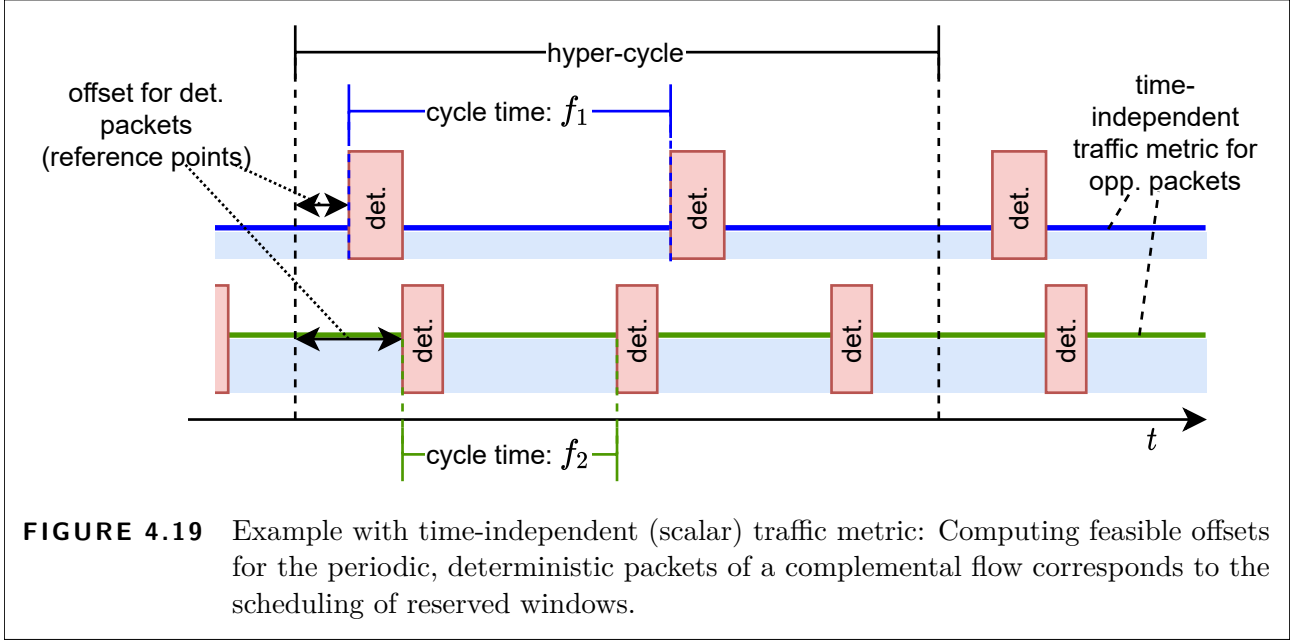 hyper-cycle
offset for det.
packets
(reference points)
cycle time: f₁
time-
independent
traffic metric for
opp. packets
det.
det.
det.
det.
det.
det.
det.
t
cycle time: f₂
FIGURE 4.19 Example with time-independent (scalar) traffic metric: Computing feasible offsets
for the periodic, deterministic packets of a complemental flow corresponds to the
scheduling of reserved windows.